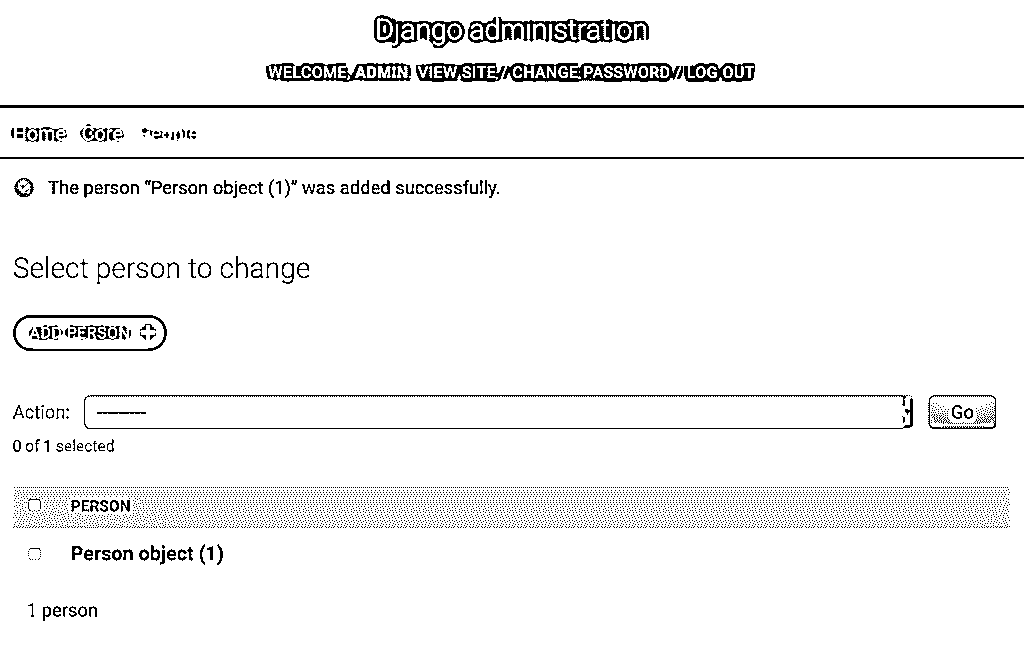 Django administration
WELCOME, ADMIN. VIEW SITE / CHANGE PASSWORD / LOG OUT
Home Core People
The person “Person object (1)” was added successfully.
Select person to change
ADD PERSON +
Action: --------- Go
0 of 1 selected
PERSON
Person object (1)
1 person